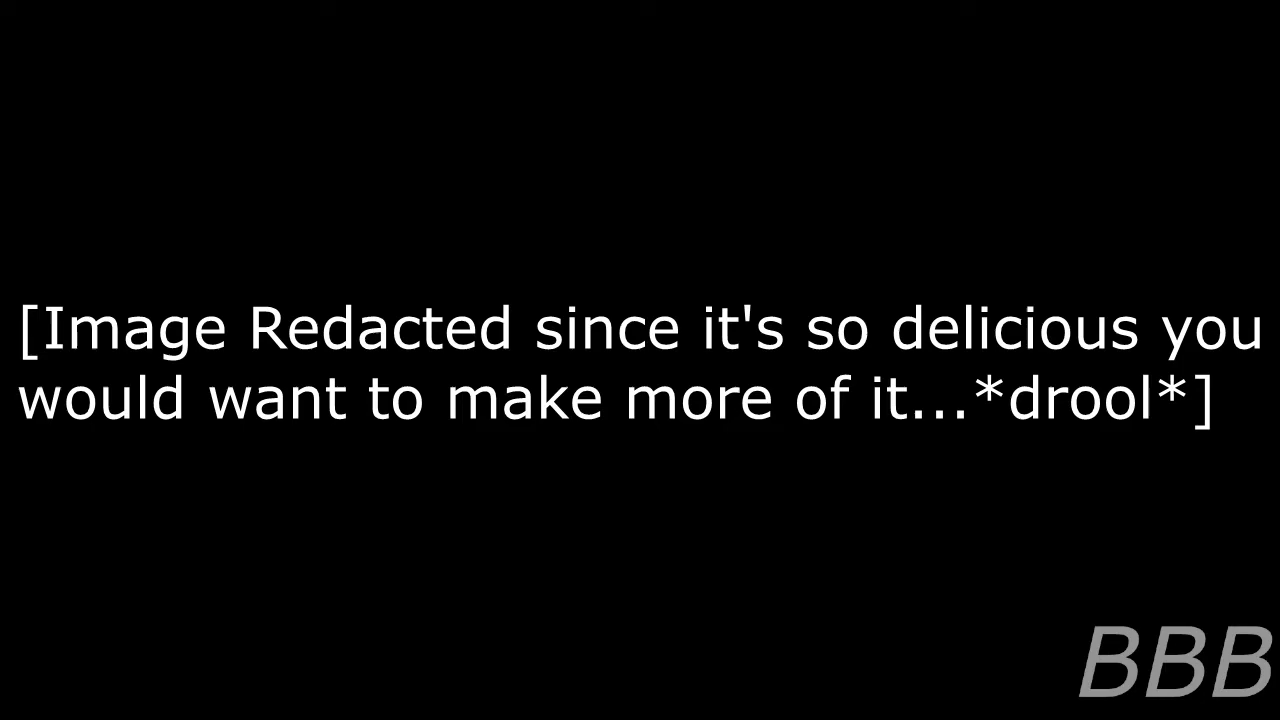 [Image Redacted since it's so delicious you
would want to make more of it...*drool*]
BBB